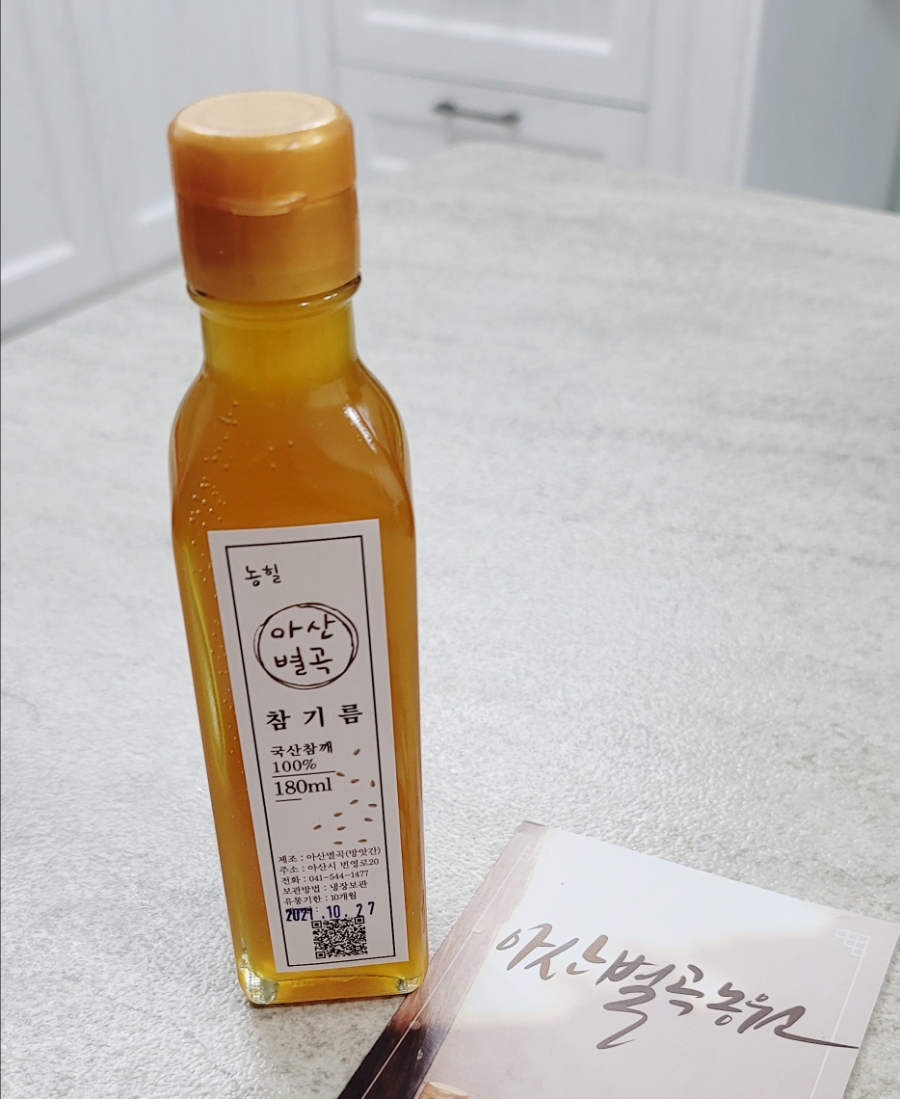 농힐
아산
별곡
참기름
국산참깨
100%
180ml
제조 : 아산별곡(방앗간)
주소 : 아산시 번영로20
전화 : 041-544-1477
보관방법 : 냉장보관
유통기한 : 10개월
2021.10.27
아산별곡 농유소